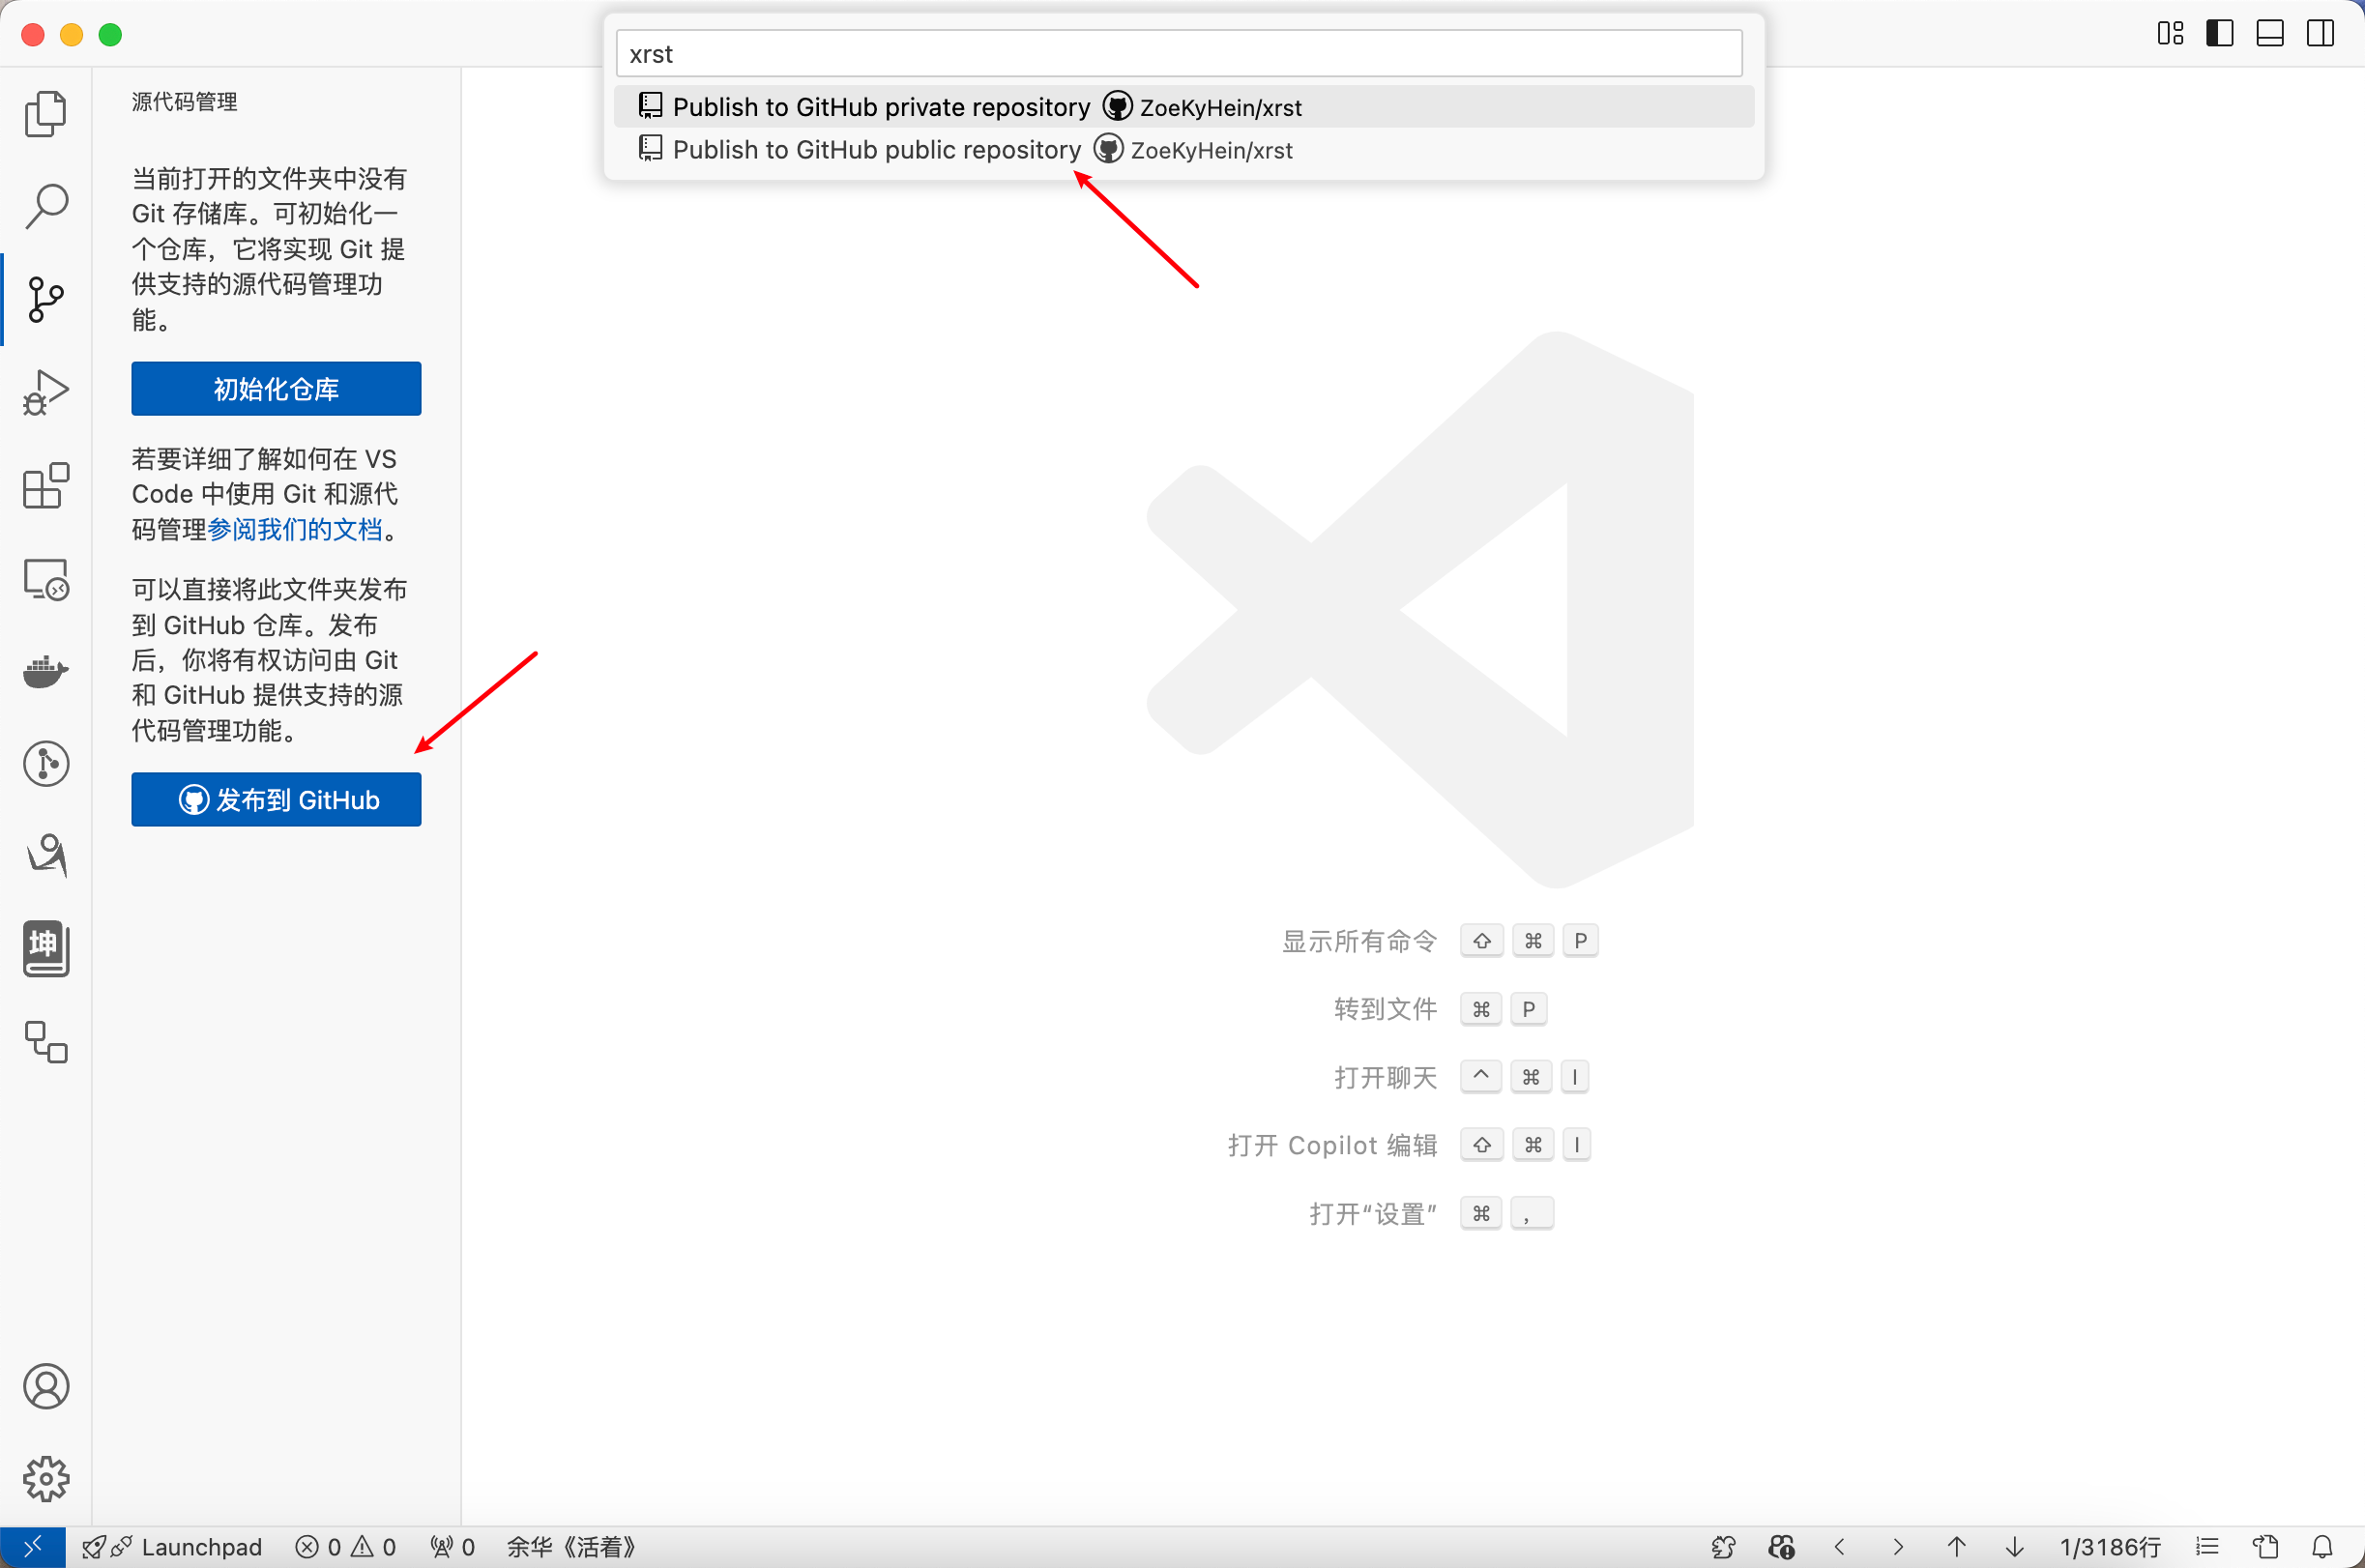 xrst
Publish to GitHub private repository ZoeKyHein/xrst
Publish to GitHub public repository ZoeKyHein/xrst
源代码管理
当前打开的文件夹中没有
Git 存储库。可初始化一
个仓库，它将实现 Git 提
供支持的源代码管理功
能。
初始化仓库
若要详细了解如何在 VS
Code 中使用 Git 和源代
码管理参阅我们的文档。
可以直接将此文件夹发布
到 GitHub 仓库。发布
后，你将有权访问由 Git
和 GitHub 提供支持的源
代码管理功能。
发布到 GitHub
坤
显示所有命令 ⇧ ⌘ P
转到文件 ⌘ P
打开聊天 ^ ⌘ I
打开 Copilot 编辑 ⇧ ⌘ I
打开“设置” ⌘ ,
Launchpad 0 0 0 余华《活着》 1/3186行